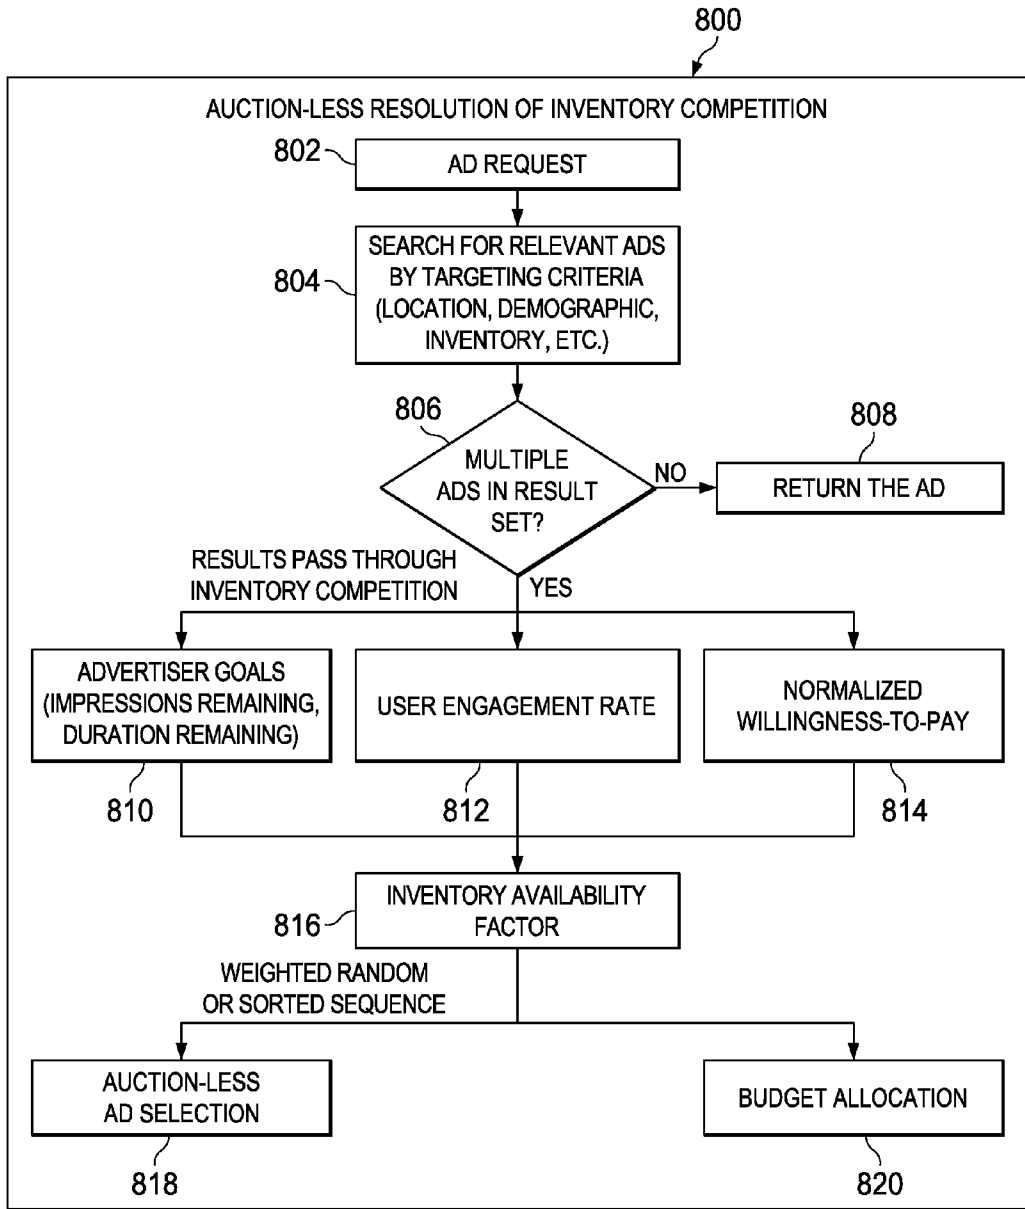 800
AUCTION-LESS RESOLUTION OF INVENTORY COMPETITION
802
AD REQUEST
804
SEARCH FOR RELEVANT ADS
BY TARGETING CRITERIA
(LOCATION, DEMOGRAPHIC,
INVENTORY, ETC.)
806
MULTIPLE
ADS IN RESULT
SET?
NO
808
RETURN THE AD
RESULTS PASS THROUGH
INVENTORY COMPETITION
YES
ADVERTISER GOALS
(IMPRESSIONS REMAINING,
DURATION REMAINING)
810
USER ENGAGEMENT RATE
812
NORMALIZED
WILLINGNESS-TO-PAY
814
816
INVENTORY AVAILABILITY
FACTOR
WEIGHTED RANDOM
OR SORTED SEQUENCE
AUCTION-LESS
AD SELECTION
818
BUDGET ALLOCATION
820